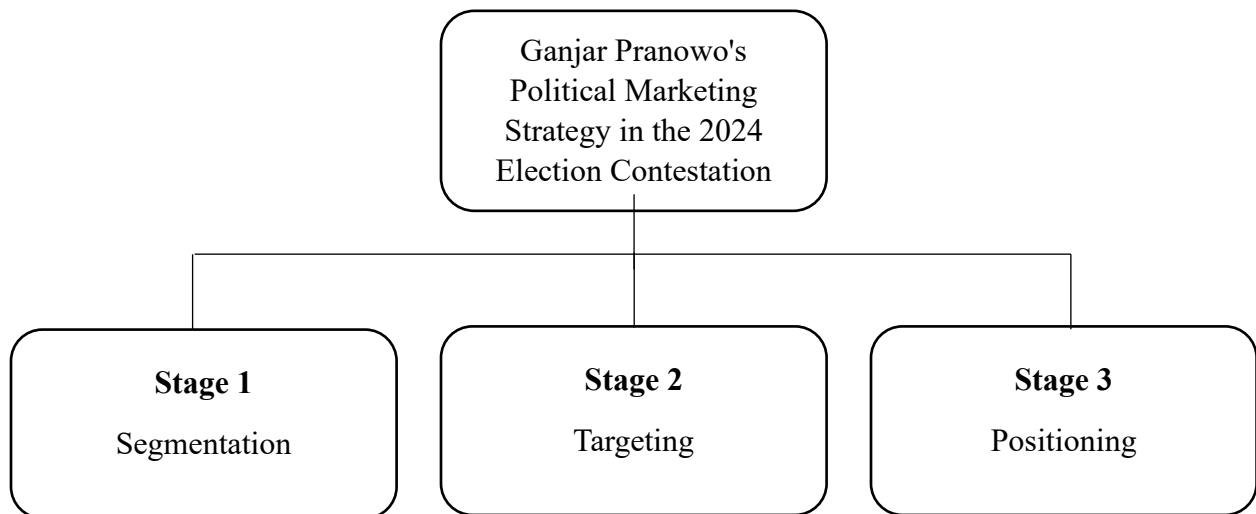 Ganjar Pranowo's
Political Marketing
Strategy in the 2024
Election Contestation
Stage 1
Segmentation
Stage 2
Targeting
Stage 3
Positioning